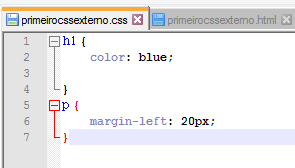 primeirocssexterno.css primeirocssexterno.html
1 h1 {
2 color: blue;
3
4 }
5 p {
6 margin-left: 20px;
7 }